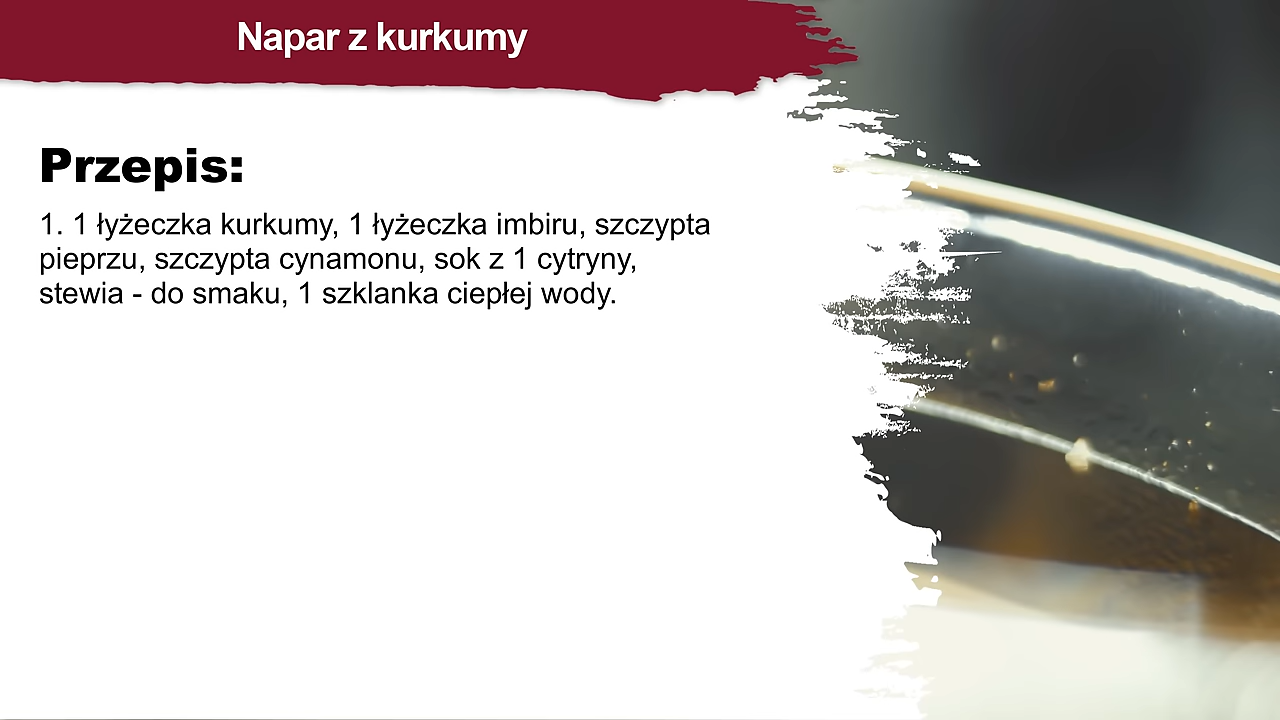 Napar z kurkumy
Przepis:
1. 1 łyżeczka kurkumy, 1 łyżeczka imbiru, szczypta
pieprzu, szczypta cynamonu, sok z 1 cytryny,
stewia - do smaku, 1 szklanka ciepłej wody.